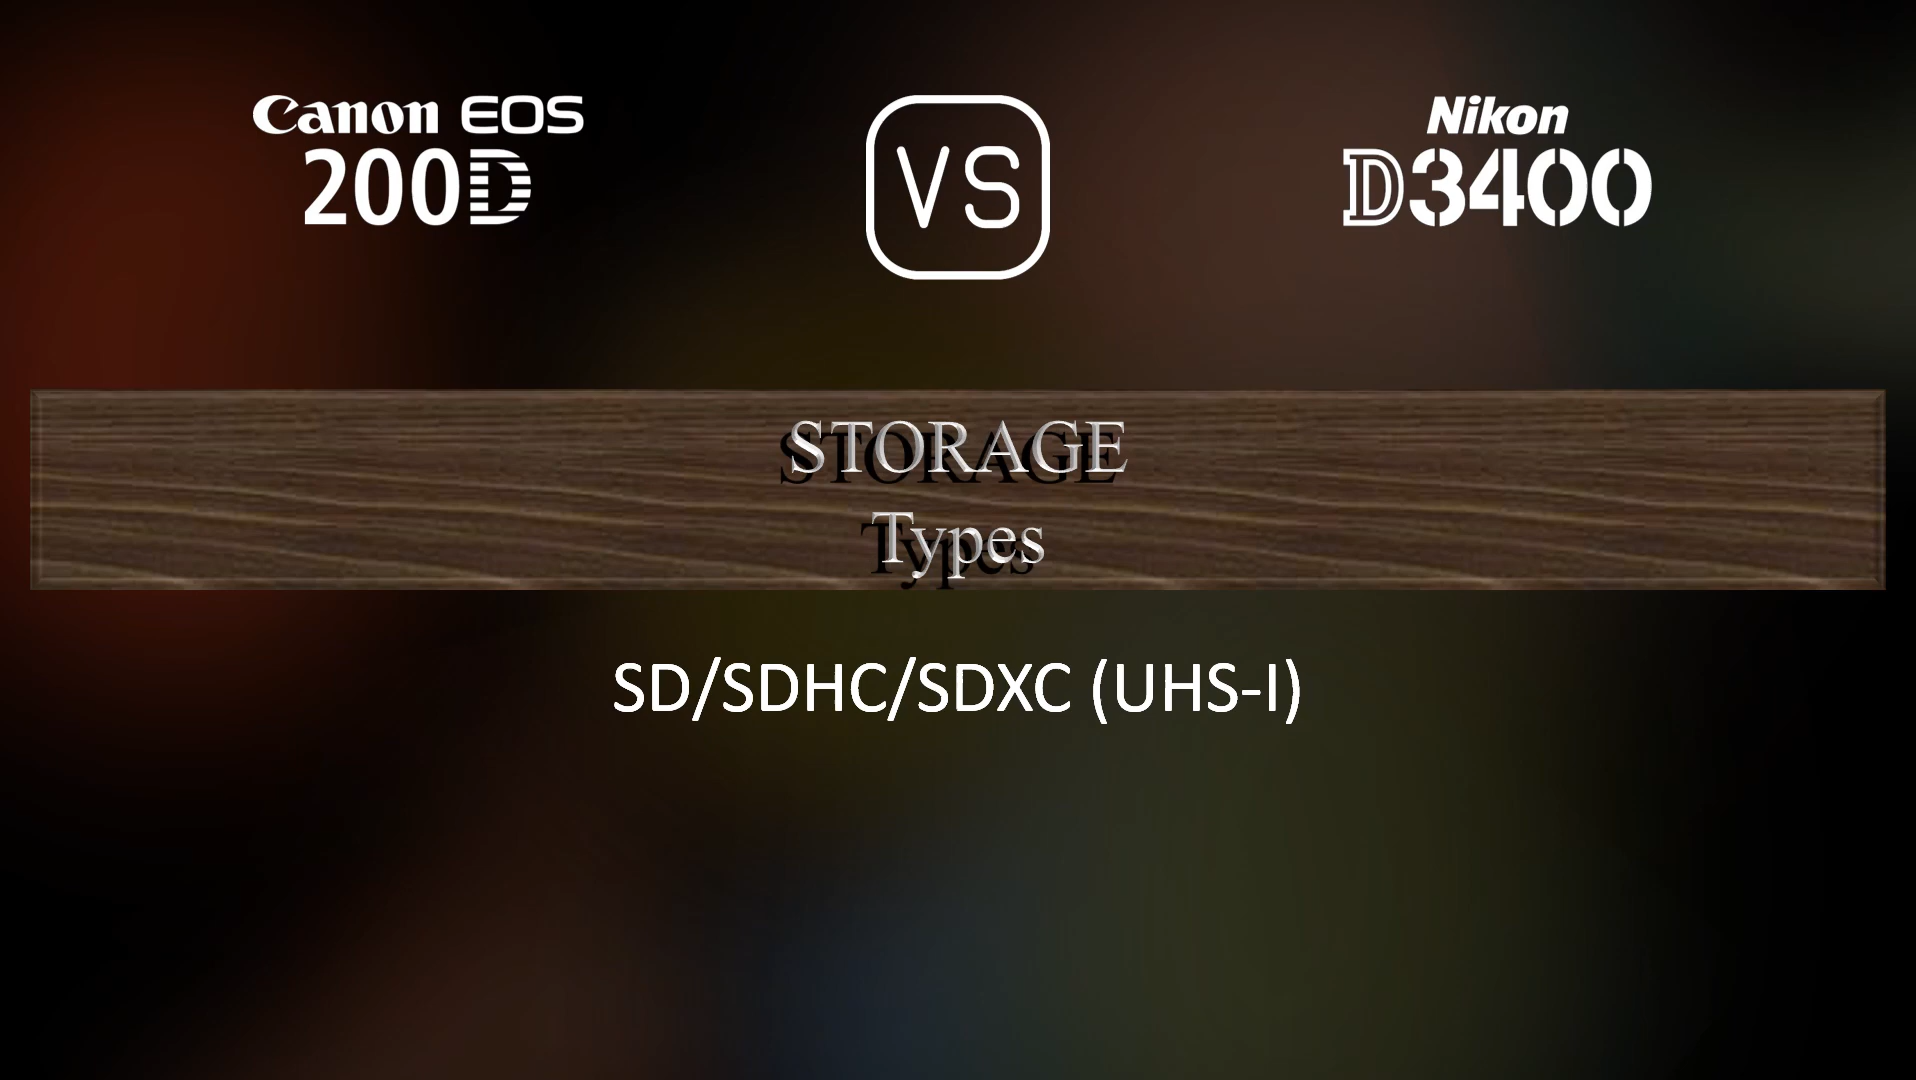 Canon EOS
200D
VS
Nikon
D3400
STORAGE
Types
SD/SDHC/SDXC (UHS-I)